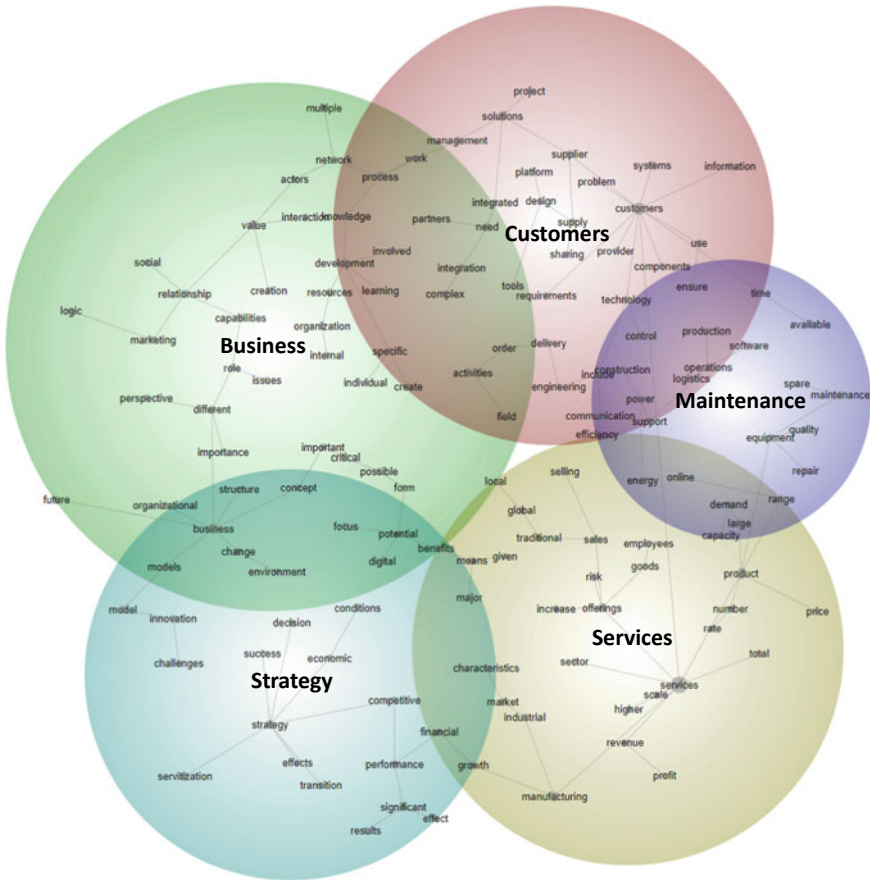 project
multiple
solutions
management
work
network
supplier
process
systems
information
platform
problem
actors
integrated
design
customers
value
interaction
knowledge
partners
need
supply
Customers
use
involved
sharing
provider
social
development
integration
components
relationship
creation
resources
learning
complex
tools
requirements
technology
ensure
time
logic
capabilities
organization
available
marketing
Business
internal
specific
order
delivery
control
production
software
role
issues
individual
create
activities
engineering
include
construction
operations
logistics
spare
maintenance
perspective
different
field
communication
power
Maintenance
efficiency
support
quality
equipment
importance
important
critical
possible
repair
structure
concept
form
local
selling
energy
online
range
future
organizational
demand
business
focus
potential
global
large
change
benefits
traditional
sales
employees
capacity
models
environment
digital
means
given
goods
risk
product
model
innovation
conditions
major
increase
offerings
number
price
decision
rate
Services
challenges
success
economic
characteristics
sector
total
Strategy
services
competitive
market
scale
strategy
industrial
higher
financial
revenue
servitization
effects
performance
growth
profit
transition
manufacturing
significant
results
effect